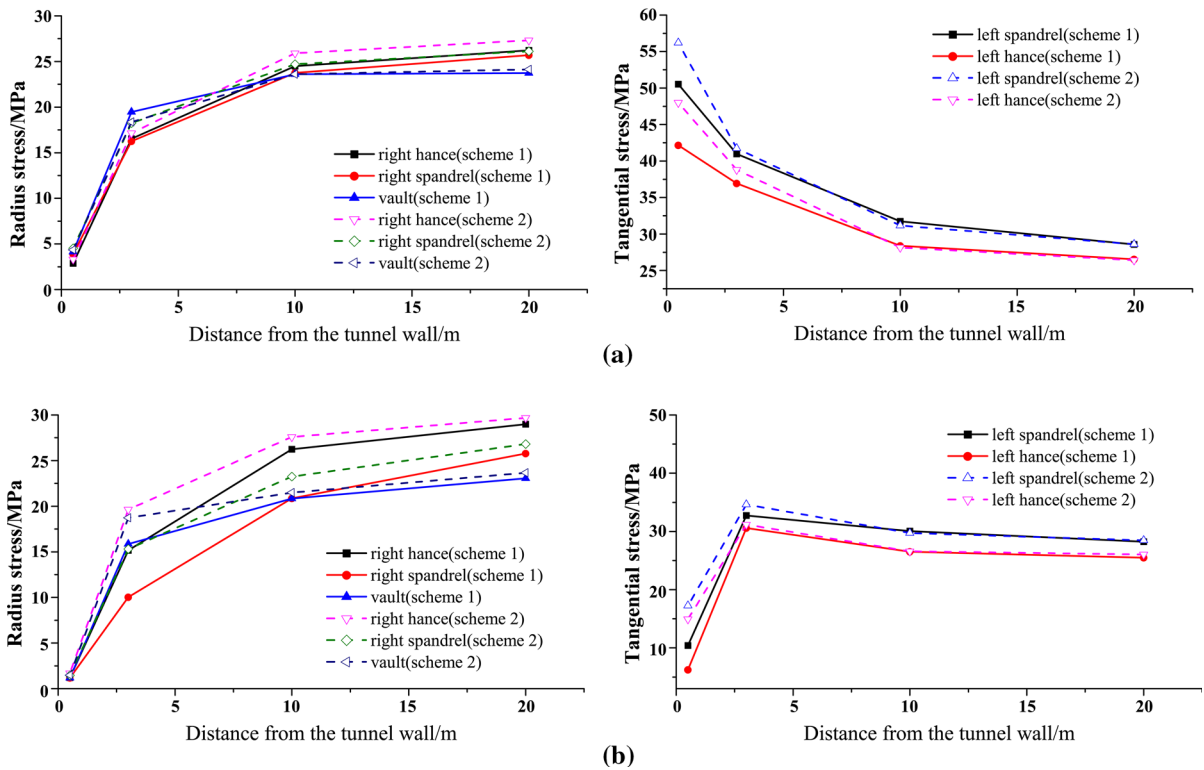 30
25
20
15
10
5
0
Radius stress/MPa
right hance(scheme 1)
right spandrel(scheme 1)
vault(scheme 1)
right hance(scheme 2)
right spandrel(scheme 2)
vault(scheme 2)
0 5 10 15 20
Distance from the tunnel wall/m
60
55
50
45
40
35
30
25
Tangential stress/MPa
left spandrel(scheme 1)
left hance(scheme 1)
left spandrel(scheme 2)
left hance(scheme 2)
0 5 10 15 20
Distance from the tunnel wall/m
(a)
30
25
20
15
10
5
0
Radius stress/MPa
right hance(scheme 1)
right spandrel(scheme 1)
vault(scheme 1)
right hance(scheme 2)
right spandrel(scheme 2)
vault(scheme 2)
0 5 10 15 20
Distance from the tunnel wall/m
50
40
30
20
10
Tangential stress/MPa
left spandrel(scheme 1)
left hance(scheme 1)
left spandrel(scheme 2)
left hance(scheme 2)
0 5 10 15 20
Distance from the tunnel wall/m
(b)